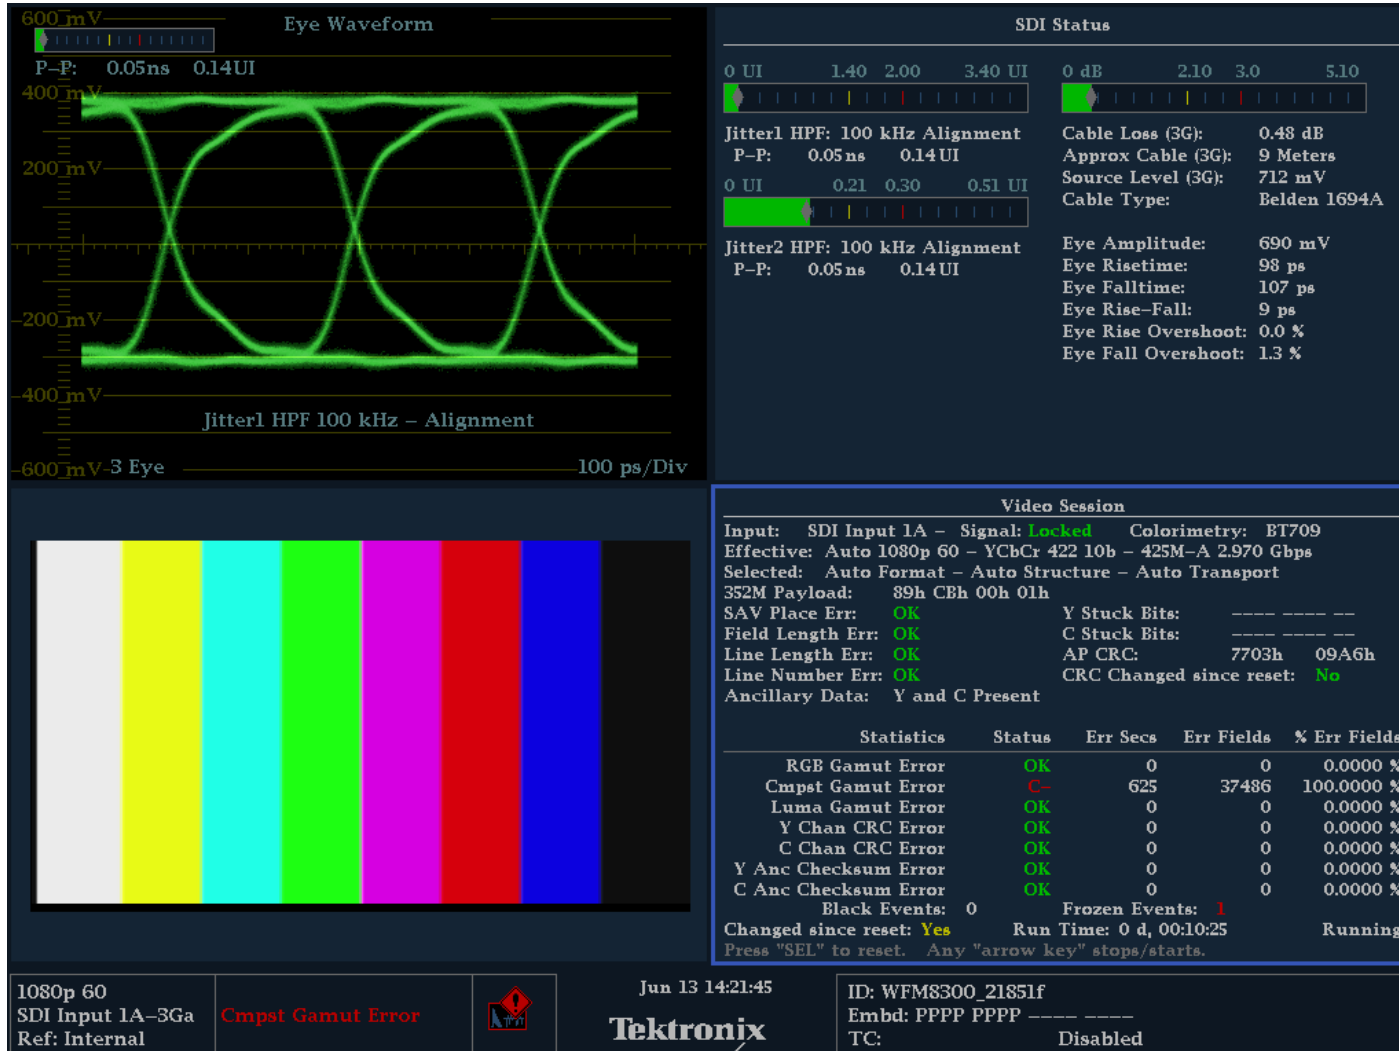 Eye Waveform
600 mV
P-P: 0.05ns 0.14UI
400 mV
200 mV
-200 mV
-400 mV
Jitter1 HPF 100 kHz - Alignment
-600 mV 3 Eye 100 ps/Div
SDI Status
0 UI 1.40 2.00 3.40 UI
Jitter1 HPF: 100 kHz Alignment
P-P: 0.05ns 0.14UI
0 UI 0.21 0.30 0.51 UI
Jitter2 HPF: 100 kHz Alignment
P-P: 0.05ns 0.14UI
0 dB 2.10 3.0 5.10
Cable Loss (3G): 0.48 dB
Approx Cable (3G): 9 Meters
Source Level (3G): 712 mV
Cable Type: Belden 1694A
Eye Amplitude: 690 mV
Eye Risetime: 98 ps
Eye Falltime: 107 ps
Eye Rise-Fall: 9 ps
Eye Rise Overshoot: 0.0 %
Eye Fall Overshoot: 1.3 %
Video Session
Input: SDI Input 1A - Signal: Locked Colorimetry: BT709
Effective: Auto 1080p 60 - YCbCr 422 10b - 425M-A 2.970 Gbps
Selected: Auto Format - Auto Structure - Auto Transport
352M Payload: 89h CBh 00h 01h
SAV Place Err: OK Y Stuck Bits: ---- ---- --
Field Length Err: OK C Stuck Bits: ---- ---- --
Line Length Err: OK AP CRC: 7703h 09A6h
Line Number Err: OK CRC Changed since reset: No
Ancillary Data: Y and C Present
Statistics Status Err Secs Err Fields % Err Fields
RGB Gamut Error OK 0 0 0.0000 %
Cmpst Gamut Error C- 625 37486 100.0000 %
Luma Gamut Error OK 0 0 0.0000 %
Y Chan CRC Error OK 0 0 0.0000 %
C Chan CRC Error OK 0 0 0.0000 %
Y Anc Checksum Error OK 0 0 0.0000 %
C Anc Checksum Error OK 0 0 0.0000 %
Black Events: 0 Frozen Events: 1
Changed since reset: Yes Run Time: 0 d, 00:10:25 Running
Press "SEL" to reset. Any "arrow key" stops/starts.
1080p 60
SDI Input 1A-3Ga
Ref: Internal
Cmpst Gamut Error
Jun 13 14:21:45
Tektronix
ID: WFM8300_21851f
Embd: PPPP PPPP ---- ----
TC: Disabled